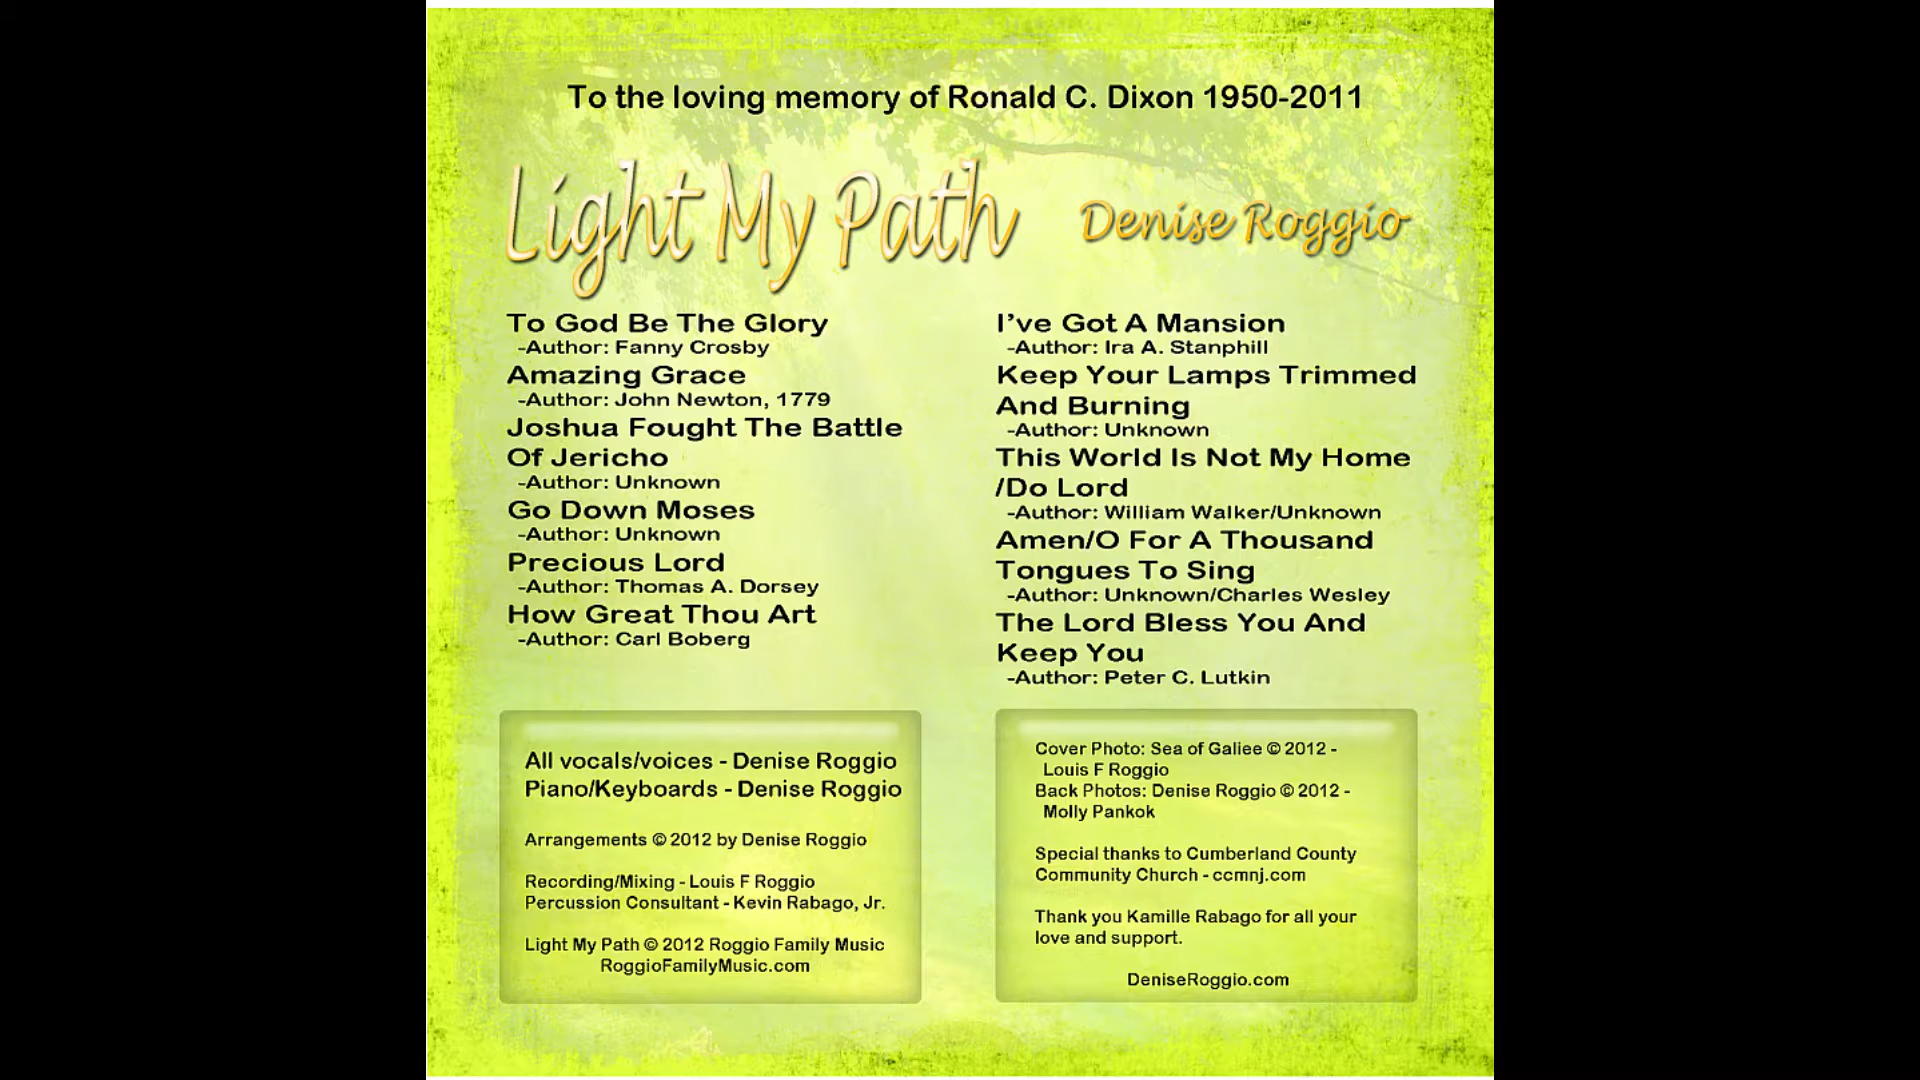 To the loving memory of Ronald C. Dixon 1950-2011
Light My Path
Denise Roggio
To God Be The Glory
-Author: Fanny Crosby
Amazing Grace
-Author: John Newton, 1779
Joshua Fought The Battle
Of Jericho
-Author: Unknown
Go Down Moses
-Author: Unknown
Precious Lord
-Author: Thomas A. Dorsey
How Great Thou Art
-Author: Carl Boberg
I’ve Got A Mansion
-Author: Ira A. Stanphill
Keep Your Lamps Trimmed
And Burning
-Author: Unknown
This World Is Not My Home
/Do Lord
-Author: William Walker/Unknown
Amen/O For A Thousand
Tongues To Sing
-Author: Unknown/Charles Wesley
The Lord Bless You And
Keep You
-Author: Peter C. Lutkin
All vocals/voices - Denise Roggio
Piano/Keyboards - Denise Roggio
Arrangements © 2012 by Denise Roggio
Recording/Mixing - Louis F Roggio
Percussion Consultant - Kevin Rabago, Jr.
Light My Path © 2012 Roggio Family Music
RoggioFamilyMusic.com
Cover Photo: Sea of Galiee © 2012 -
Louis F Roggio
Back Photos: Denise Roggio © 2012 -
Molly Pankok
Special thanks to Cumberland County
Community Church - ccmnj.com
Thank you Kamille Rabago for all your
love and support.
DeniseRoggio.com